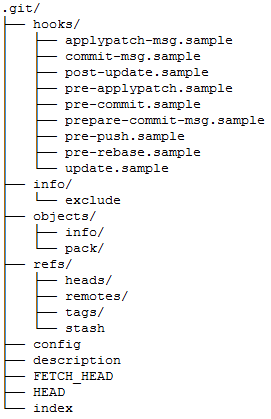 .git/
hooks/
applypatch-msg.sample
commit-msg.sample
post-update.sample
pre-applypatch.sample
pre-commit.sample
prepare-commit-msg.sample
pre-push.sample
pre-rebase.sample
update.sample
info/
exclude
objects/
info/
pack/
refs/
heads/
remotes/
tags/
stash
config
description
FETCH_HEAD
HEAD
index